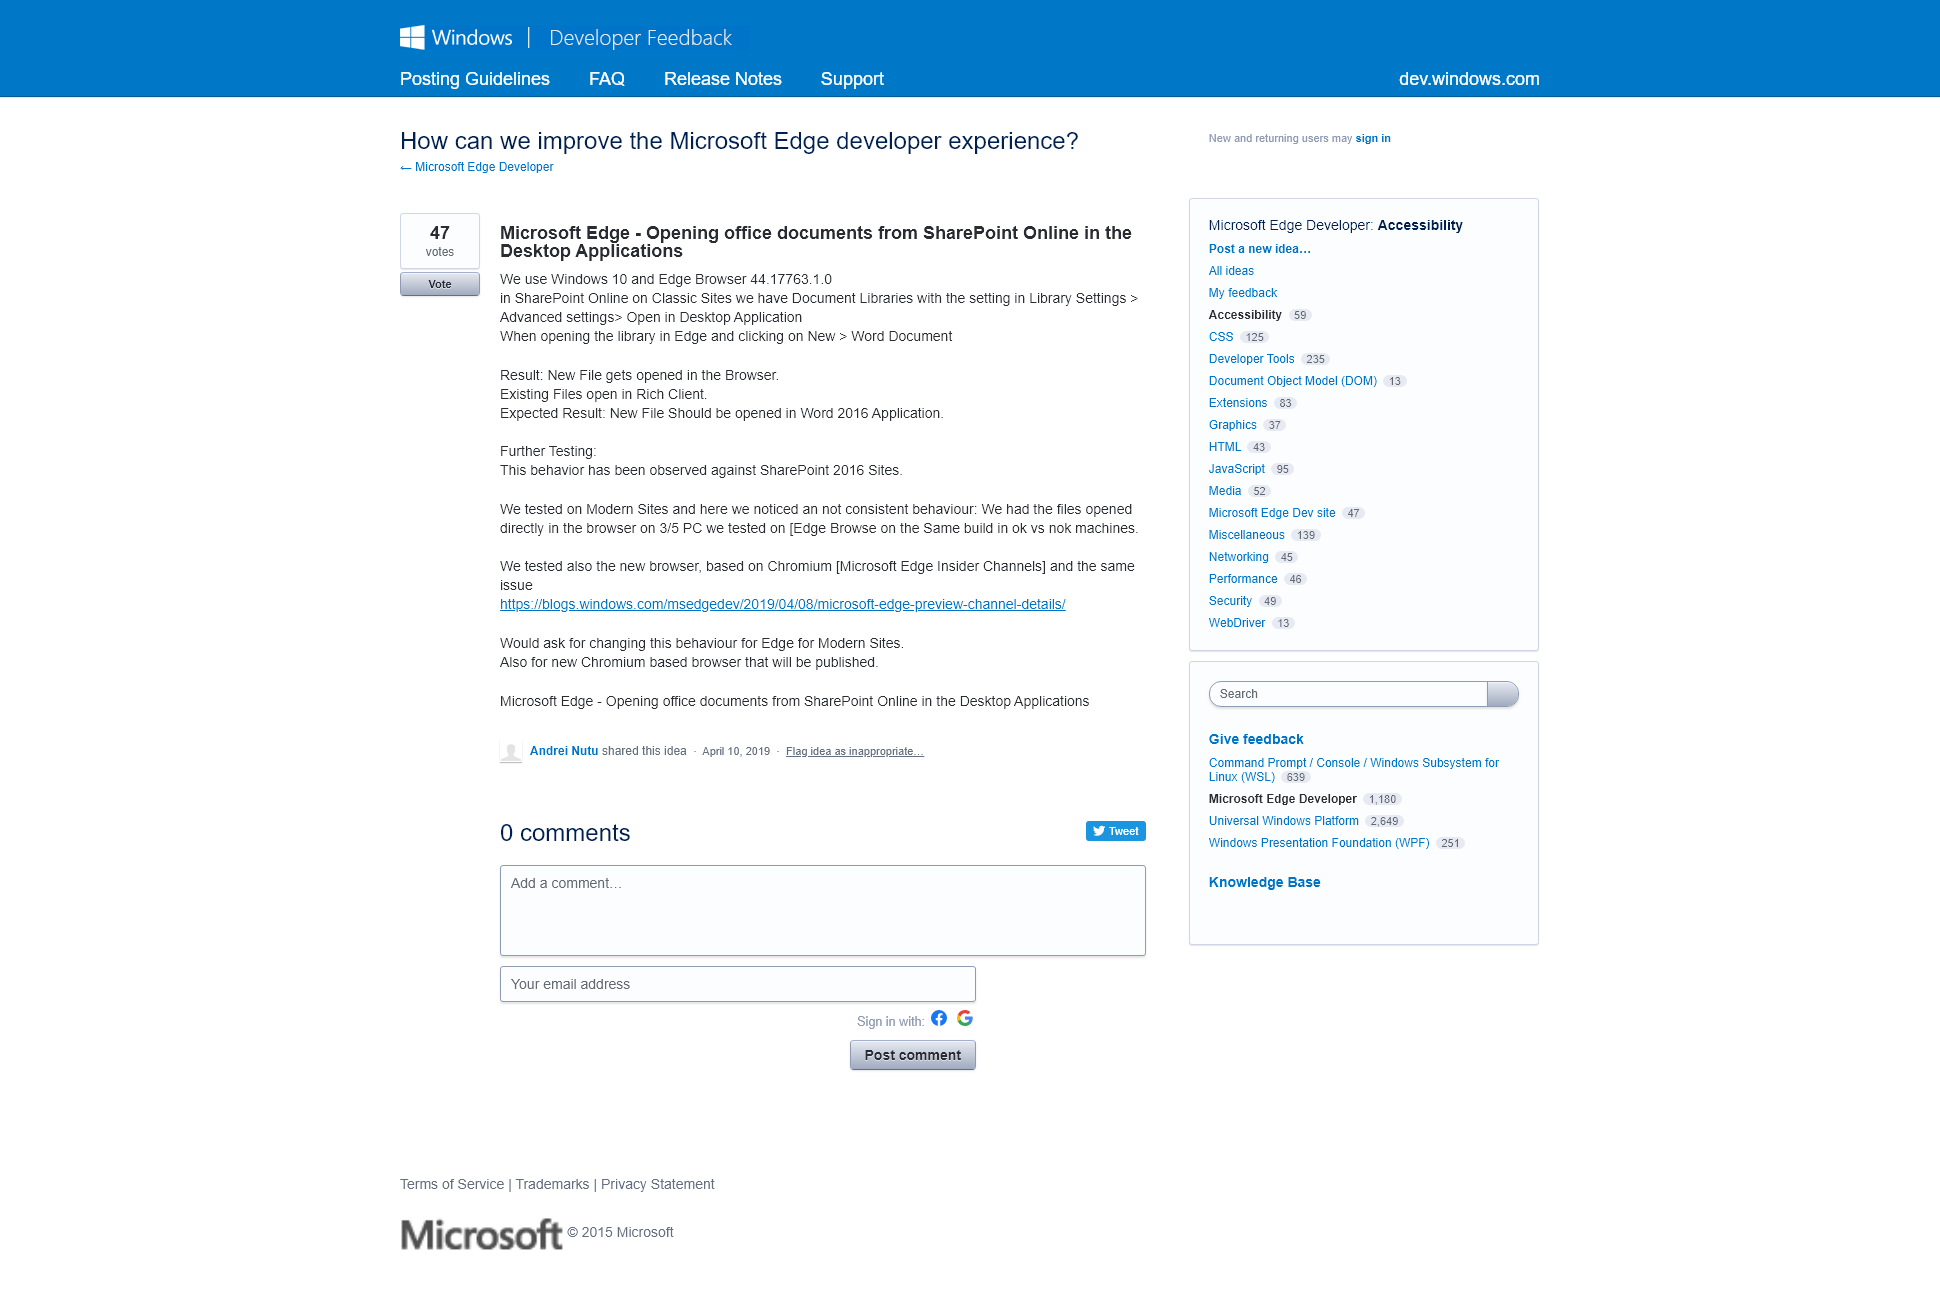 Windows | Developer Feedback
Posting Guidelines FAQ Release Notes Support dev.windows.com
How can we improve the Microsoft Edge developer experience?
← Microsoft Edge Developer
New and returning users may sign in
47
votes
Vote
Microsoft Edge - Opening office documents from SharePoint Online in the
Desktop Applications
We use Windows 10 and Edge Browser 44.17763.1.0
in SharePoint Online on Classic Sites we have Document Libraries with the setting in Library Settings >
Advanced settings> Open in Desktop Application
When opening the library in Edge and clicking on New > Word Document
Result: New File gets opened in the Browser.
Existing Files open in Rich Client.
Expected Result: New File Should be opened in Word 2016 Application.
Further Testing:
This behavior has been observed against SharePoint 2016 Sites.
We tested on Modern Sites and here we noticed an not consistent behaviour: We had the files opened
directly in the browser on 3/5 PC we tested on [Edge Browse on the Same build in ok vs nok machines.
We tested also the new browser, based on Chromium [Microsoft Edge Insider Channels] and the same
issue
https://blogs.windows.com/msedgedev/2019/04/08/microsoft-edge-preview-channel-details/
Would ask for changing this behaviour for Edge for Modern Sites.
Also for new Chromium based browser that will be published.
Microsoft Edge - Opening office documents from SharePoint Online in the Desktop Applications
Andrei Nutu shared this idea · April 10, 2019 · Flag idea as inappropriate…
0 comments
Tweet
Add a comment…
Your email address
Sign in with:
Post comment
Microsoft Edge Developer: Accessibility
Post a new idea…
All ideas
My feedback
Accessibility 59
CSS 125
Developer Tools 235
Document Object Model (DOM) 13
Extensions 83
Graphics 37
HTML 43
JavaScript 95
Media 52
Microsoft Edge Dev site 47
Miscellaneous 139
Networking 45
Performance 46
Security 49
WebDriver 13
Search
Give feedback
Command Prompt / Console / Windows Subsystem for
Linux (WSL) 639
Microsoft Edge Developer 1,180
Universal Windows Platform 2,649
Windows Presentation Foundation (WPF) 251
Knowledge Base
Terms of Service | Trademarks | Privacy Statement
Microsoft © 2015 Microsoft